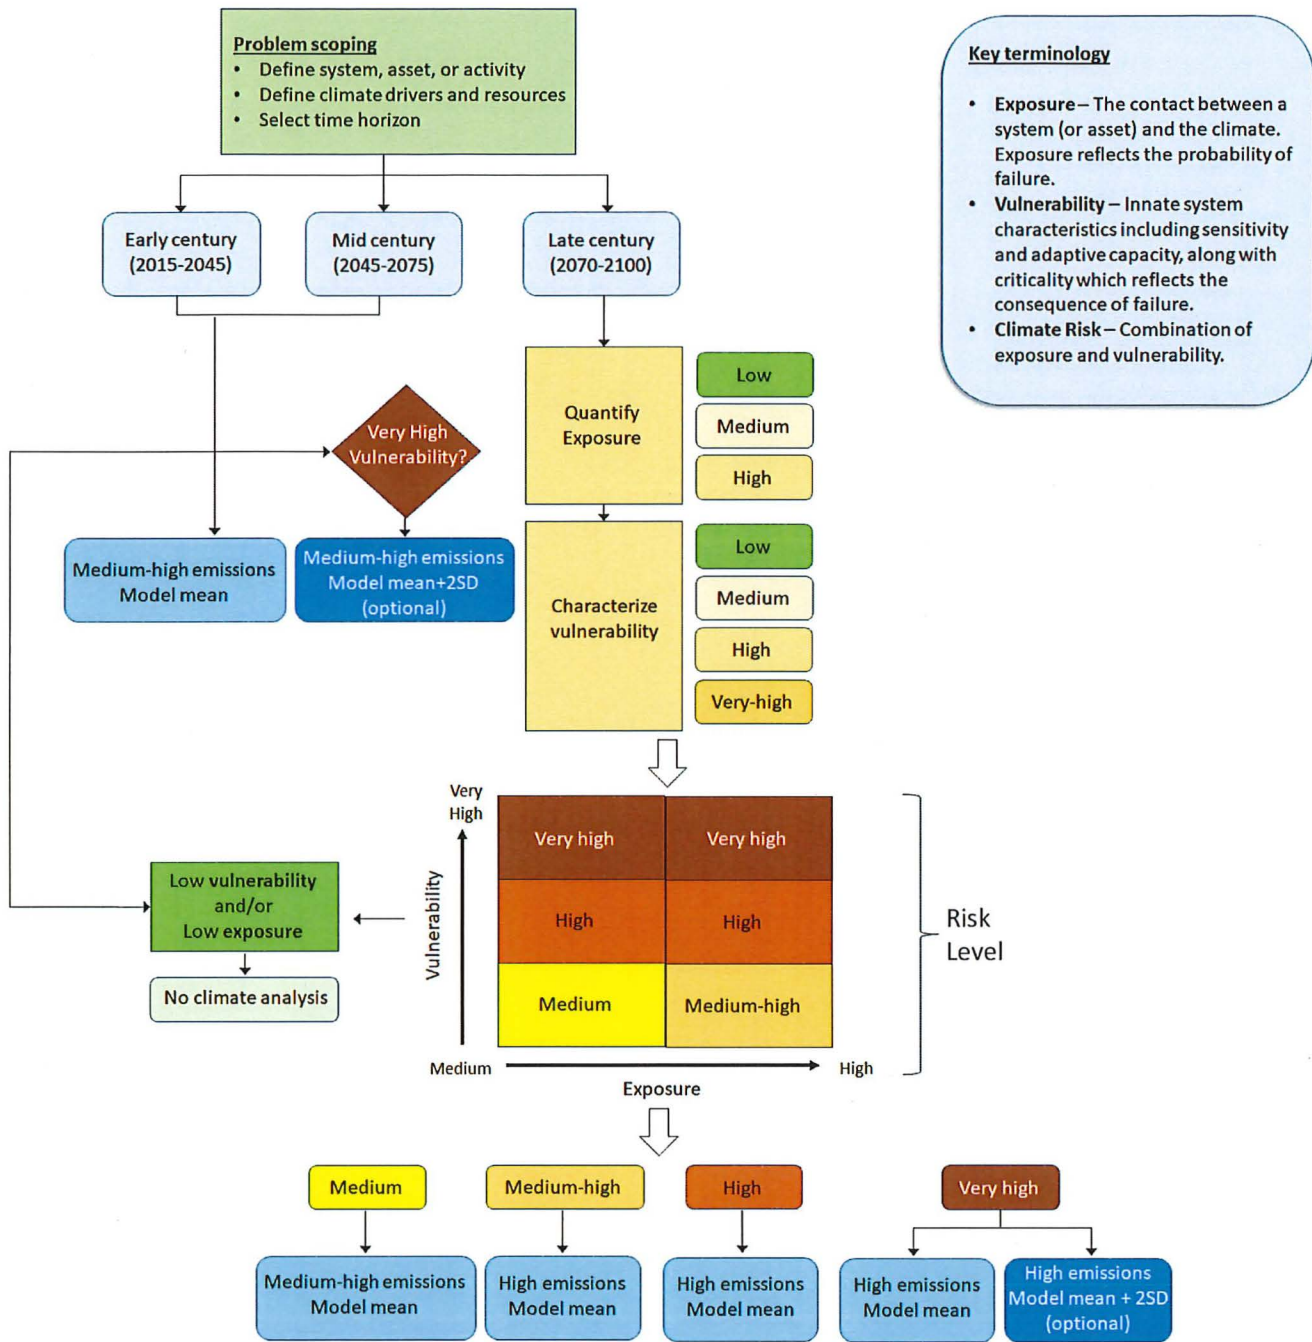 Problem scoping
• Define system, asset, or activity
• Define climate drivers and resources
• Select time horizon
Key terminology
• Exposure – The contact between a
system (or asset) and the climate.
Exposure reflects the probability of
failure.
• Vulnerability – Innate system
characteristics including sensitivity
and adaptive capacity, along with
criticality which reflects the
consequence of failure.
• Climate Risk – Combination of
exposure and vulnerability.
Early century
(2015-2045)
Mid century
(2045-2075)
Late century
(2070-2100)
Very High
Vulnerability?
Quantify
Exposure
Low
Medium
High
Medium-high emissions
Model mean
Medium-high emissions
Model mean+2SD
(optional)
Characterize
vulnerability
Low
Medium
High
Very-high
Very
High
Vulnerability
Very high
Very high
High
High
Medium
Medium-high
Risk
Level
Low vulnerability
and/or
Low exposure
No climate analysis
Medium
High
Exposure
Medium
Medium-high
High
Very high
Medium-high emissions
Model mean
High emissions
Model mean
High emissions
Model mean
High emissions
Model mean
High emissions
Model mean + 2SD
(optional)